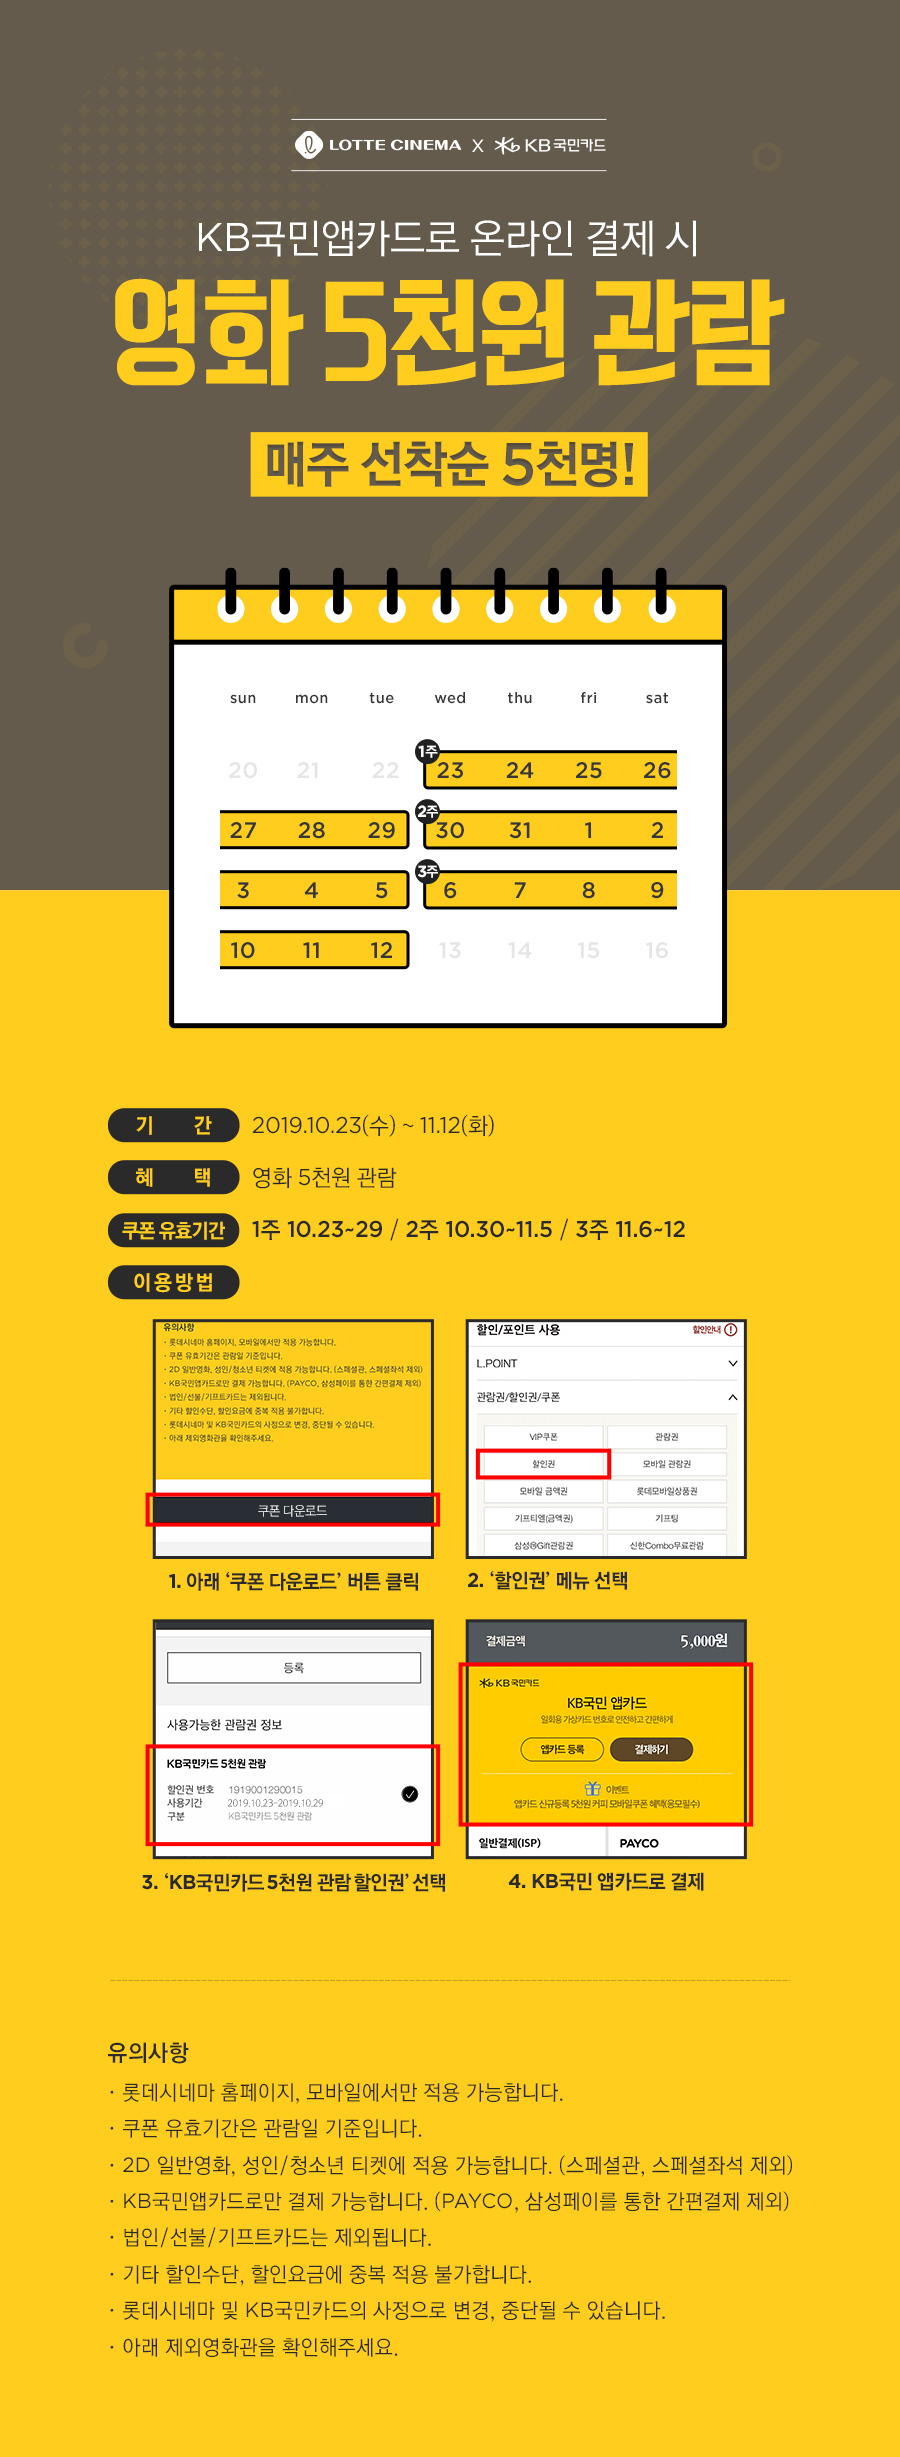 LOTTE CINEMA X KB국민카드
KB국민앱카드로 온라인 결제 시
영화 5천원 관람
매주 선착순 5천명!
sun mon tue wed thu fri sat
1주
20 21 22 23 24 25 26
2주
27 28 29 30 31 1 2
3주
3 4 5 6 7 8 9
10 11 12 13 14 15 16
기 간 2019.10.23(수) ~ 11.12(화)
혜 택 영화 5천원 관람
쿠폰 유효기간 1주 10.23~29 / 2주 10.30~11.5 / 3주 11.6~12
이용방법
유의사항
· 롯데시네마 홈페이지, 모바일에서만 적용 가능합니다.
· 쿠폰 유효기간은 관람일 기준입니다.
· 2D 일반영화, 성인/청소년 티켓에 적용 가능합니다. (스페셜관, 스페셜좌석 제외)
· KB국민앱카드로만 결제 가능합니다. (PAYCO, 삼성페이를 통한 간편결제 제외)
· 법인/선불/기프트카드는 제외됩니다.
· 기타 할인수단, 할인요금에 중복 적용 불가합니다.
· 롯데시네마 및 KB국민카드의 사정으로 변경, 중단될 수 있습니다.
· 아래 제외영화관을 확인해주세요.
쿠폰 다운로드
1. 아래 ‘쿠폰 다운로드’ 버튼 클릭
할인/포인트 사용 할인안내 !
L.POINT
관람권/할인권/쿠폰
VIP쿠폰 관람권
할인권 모바일 관람권
모바일 금액권 롯데모바일상품권
기프티엘(금액권) 기프팅
삼성@Gift관람권 신한Combo무료관람
2. ‘할인권’ 메뉴 선택
등록
사용가능한 관람권 정보
KB국민카드 5천원 관람
할인권 번호 1919001290015
사용기간 2019.10.23~2019.10.29
구분 KB국민카드 5천원 관람
3. ‘KB국민카드 5천원 관람 할인권’ 선택
결제금액 5,000원
KB국민카드
KB국민 앱카드
일회용 가상카드 번호로 안전하고 간편하게
앱카드 등록 결제하기
이벤트
앱카드 신규등록 5천원 커피 모바일쿠폰 혜택(응모필수)
일반결제(ISP) PAYCO
4. KB국민 앱카드로 결제
유의사항
· 롯데시네마 홈페이지, 모바일에서만 적용 가능합니다.
· 쿠폰 유효기간은 관람일 기준입니다.
· 2D 일반영화, 성인/청소년 티켓에 적용 가능합니다. (스페셜관, 스페셜좌석 제외)
· KB국민앱카드로만 결제 가능합니다. (PAYCO, 삼성페이를 통한 간편결제 제외)
· 법인/선불/기프트카드는 제외됩니다.
· 기타 할인수단, 할인요금에 중복 적용 불가합니다.
· 롯데시네마 및 KB국민카드의 사정으로 변경, 중단될 수 있습니다.
· 아래 제외영화관을 확인해주세요.